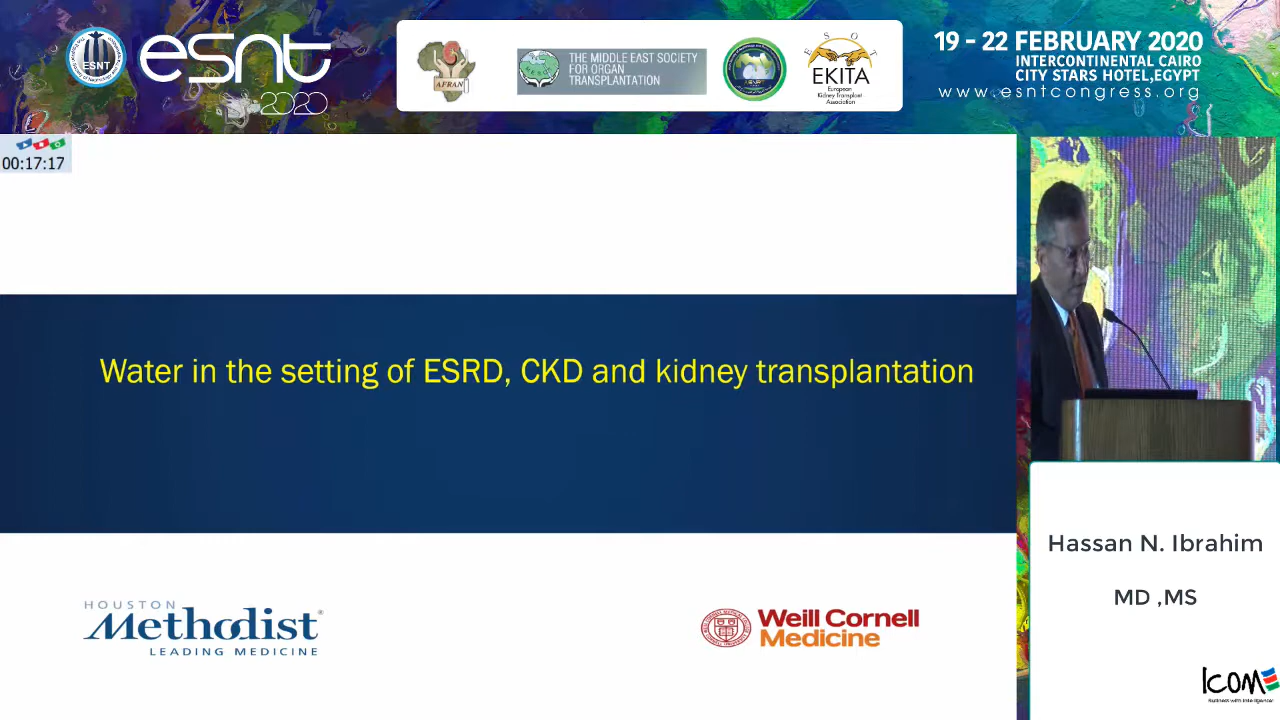 ESNT
esnt
2020
AFRAN
THE MIDDLE EAST SOCIETY
FOR ORGAN
TRANSPLANTATION
ESOT
EKITA
European
Kidney Transplant
Association
19 - 22 FEBRUARY 2020
INTERCONTINENTAL CAIRO
CITY STARS HOTEL,EGYPT
www.esntcongress.org
00:17:17
Water in the setting of ESRD, CKD and kidney transplantation
HOUSTON
Methodist
LEADING MEDICINE
Weill Cornell
Medicine
Hassan N. Ibrahim
MD ,MS
ICOM